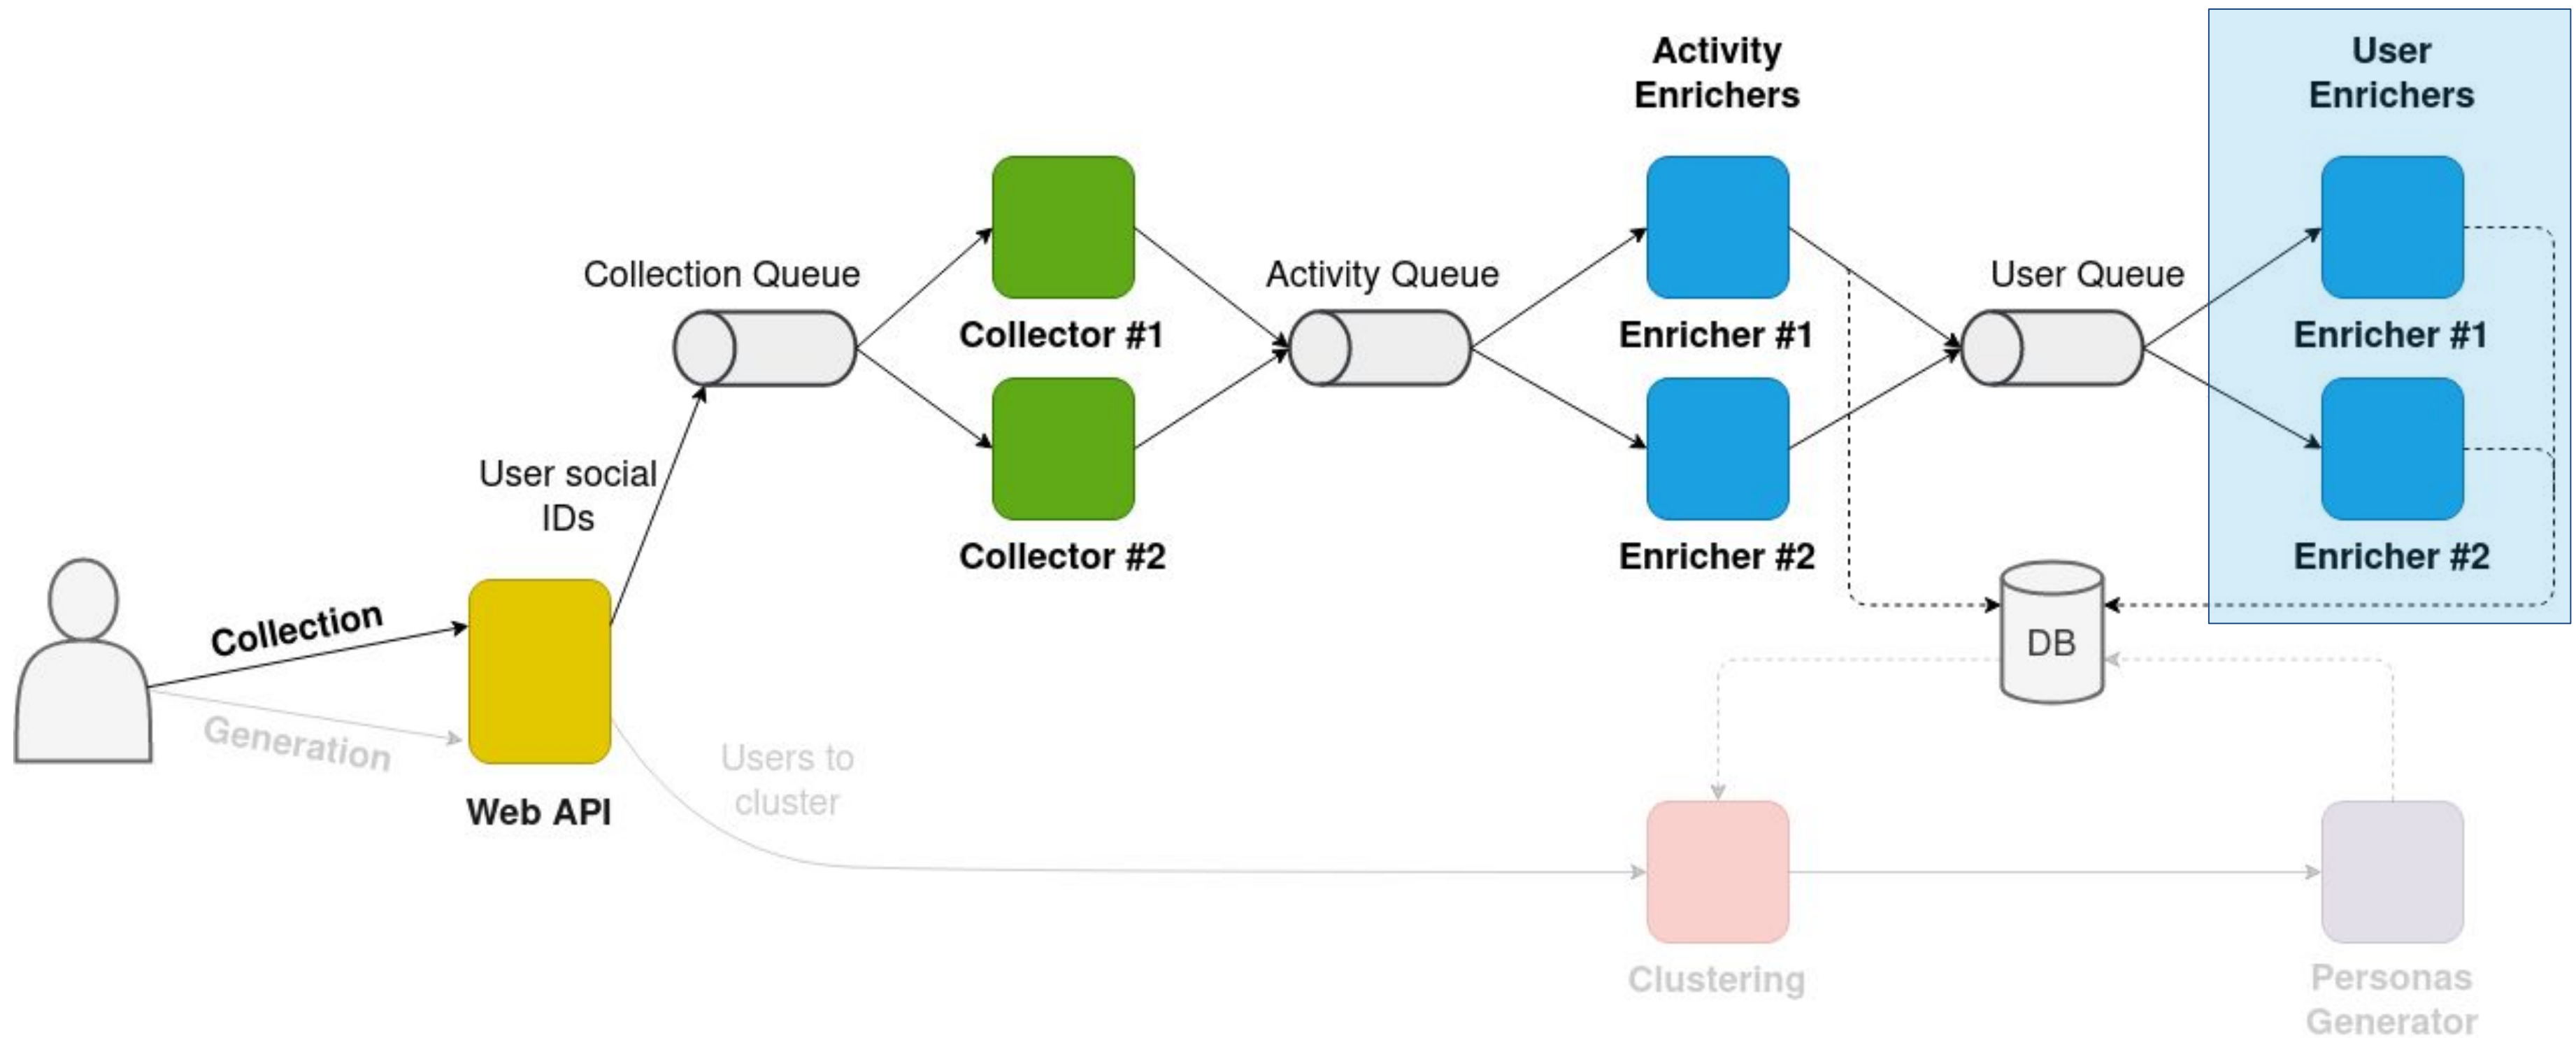 Activity
Enrichers
User
Enrichers
Collection Queue
Activity Queue
User Queue
Collector #1
Enricher #1
Enricher #1
User social
IDs
Collector #2
Enricher #2
Enricher #2
Collection
DB
Generation
Users to
cluster
Web API
Clustering
Personas
Generator